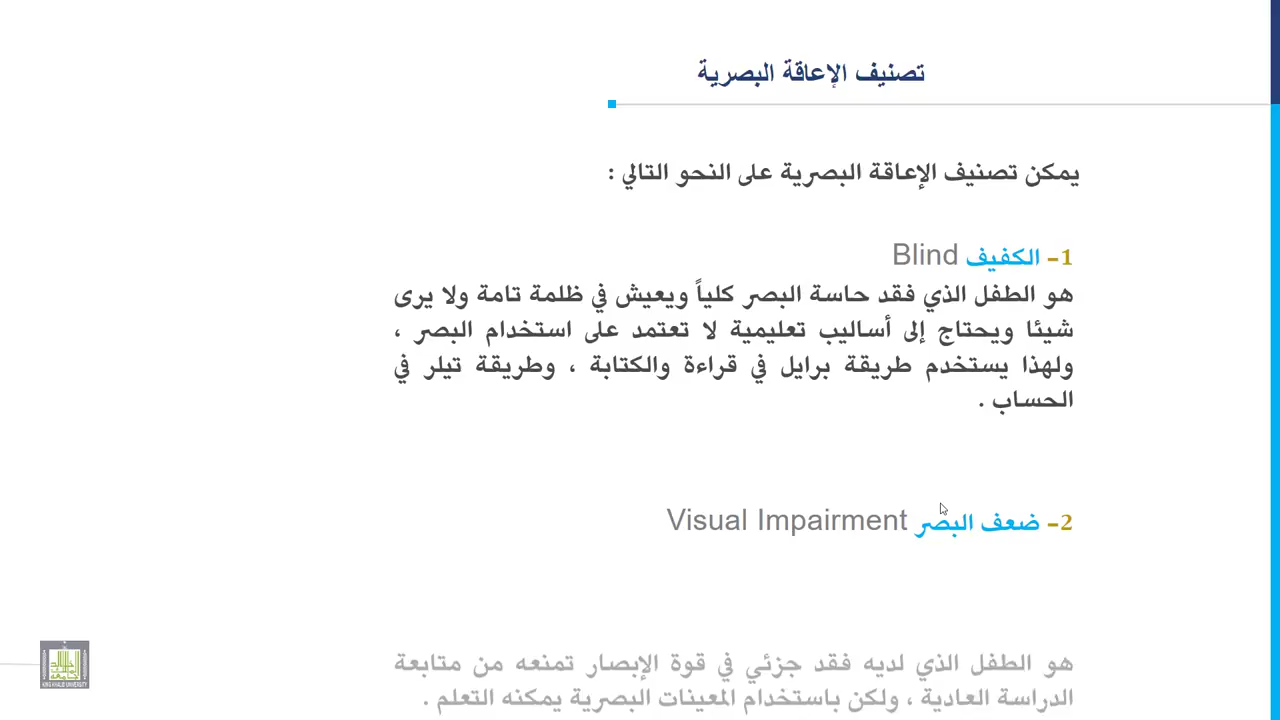 تصنيف الإعاقة البصرية
يمكن تصنيف الإعاقة البصرية على النحو التالي :
1- الكفيف Blind
هو الطفل الذي فقد حاسة البصر كلياً ويعيش في ظلمة تامة ولا يرى
شيئا ويحتاج إلى أساليب تعليمية لا تعتمد على استخدام البصر ،
ولهذا يستخدم طريقة برايل في قراءة والكتابة ، وطريقة تيلر في
الحساب .
2- ضعف البصر Visual Impairment
هو الطفل الذي لديه فقد جزئي في قوة الإبصار تمنعه من متابعة
الدراسة العادية ، ولكن باستخدام المعينات البصرية يمكنه التعلم .
KING KHALID UNIVERSITY